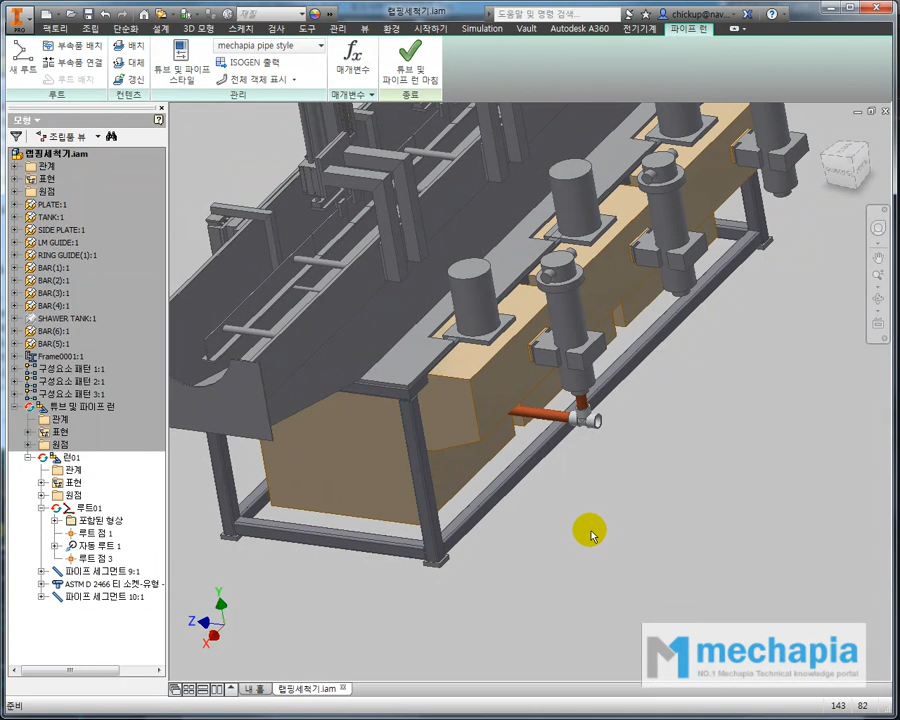 랩핑세척기.iam
도움말 및 명령 검색...
chickup@nav...
PRO
팩토리 조립 단순화 설계 3D 모형 스케치 검사 도구 관리 뷰 환경 시작하기 Simulation Vault Autodesk A360 전기기계 파이프 런
새 루트
부속품 배치
부속품 연결
루트 배치
배치
대체
갱신
튜브 및 파이프
스타일
mechapia pipe style
ISOGEN 출력
전체 객체 표시
매개변수
튜브 및
파이프 런 마침
루트 컨텐츠 관리 매개변수 종료
모형
조립품 뷰
랩핑세척기.iam
관계
표현
원점
PLATE:1
TANK:1
SIDE PLATE:1
LM GUIDE:1
RING GUIDE(1):1
BAR(1):1
BAR(2):1
BAR(3):1
BAR(4):1
SHAWER TANK:1
BAR(6):1
BAR(5):1
Frame0001:1
구성요소 패턴 1:1
구성요소 패턴 2:1
구성요소 패턴 3:1
튜브 및 파이프 런
관계
표현
원점
런01
관계
표현
원점
루트01
포함된 형상
루트 점 1
자동 루트 1
루트 점 3
파이프 세그먼트 9:1
ASTM D 2466 티 소켓-유형 -
파이프 세그먼트 10:1
Y
Z
X
mechapia
NO.1 Mechapia Technical knowledge portal
내 홈 랩핑세척기.iam
준비
143 82